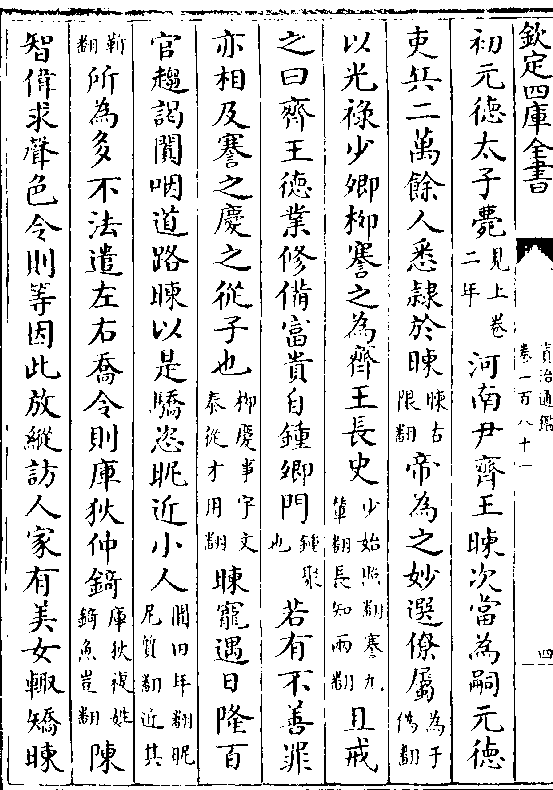 欽定四庫全書
資治通鑑
卷一百八十一
四
初元德太子薨見上卷二年河南尹齊王暕次當為嗣元德
吏兵二萬餘人悉隸於暕暕古限翻帝為之妙選僚屬為于偽翻
以光祿少卿柳謇之為齊王長史少始照翻謇九輦翻長知兩翻且戒
之曰齊王德業修備富貴自鍾卿門鍾聚也若有不善罪
亦相及謇之慶之從子也柳慶事宇文泰從才用翻暕寵遇日隆百
官趨謁闐咽道路暕以是驕恣昵近小人闐田年翻昵尼質翻近其
靳翻所為多不法遣左右喬令則庫狄仲錡庫狄複姓錡魚豈翻陳
智偉求聲色令則等因此放縱訪人家有美女輙矯暕